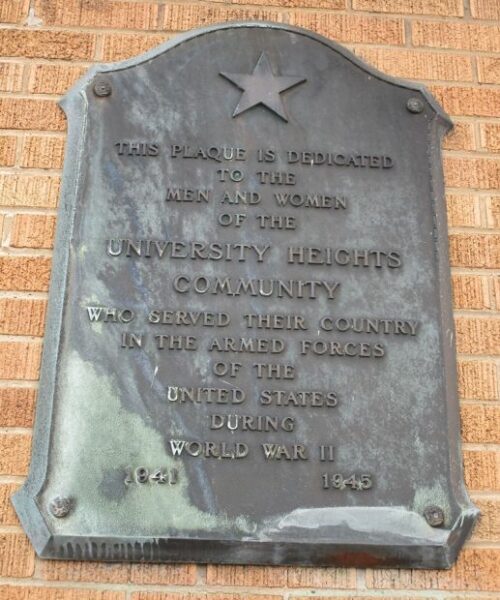 THIS PLAQUE IS DEDICATED
TO THE
MEN AND WOMEN
OF THE
UNIVERSITY HEIGHTS
COMMUNITY
WHO SERVED THEIR COUNTRY
IN THE ARMED FORCES
OF THE
UNITED STATES
DURING
WORLD WAR II
1941 1945